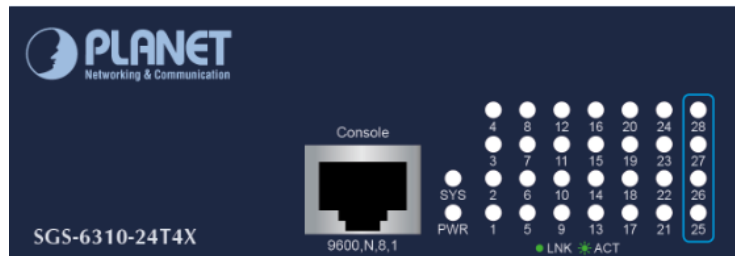 PLANET
Networking & Communication
Console
4 8 12 16 20 24 28
3 7 11 15 19 23 27
SYS 2 6 10 14 18 22 26
PWR 1 5 9 13 17 21 25
SGS-6310-24T4X
9600,N,8,1
LNK ACT